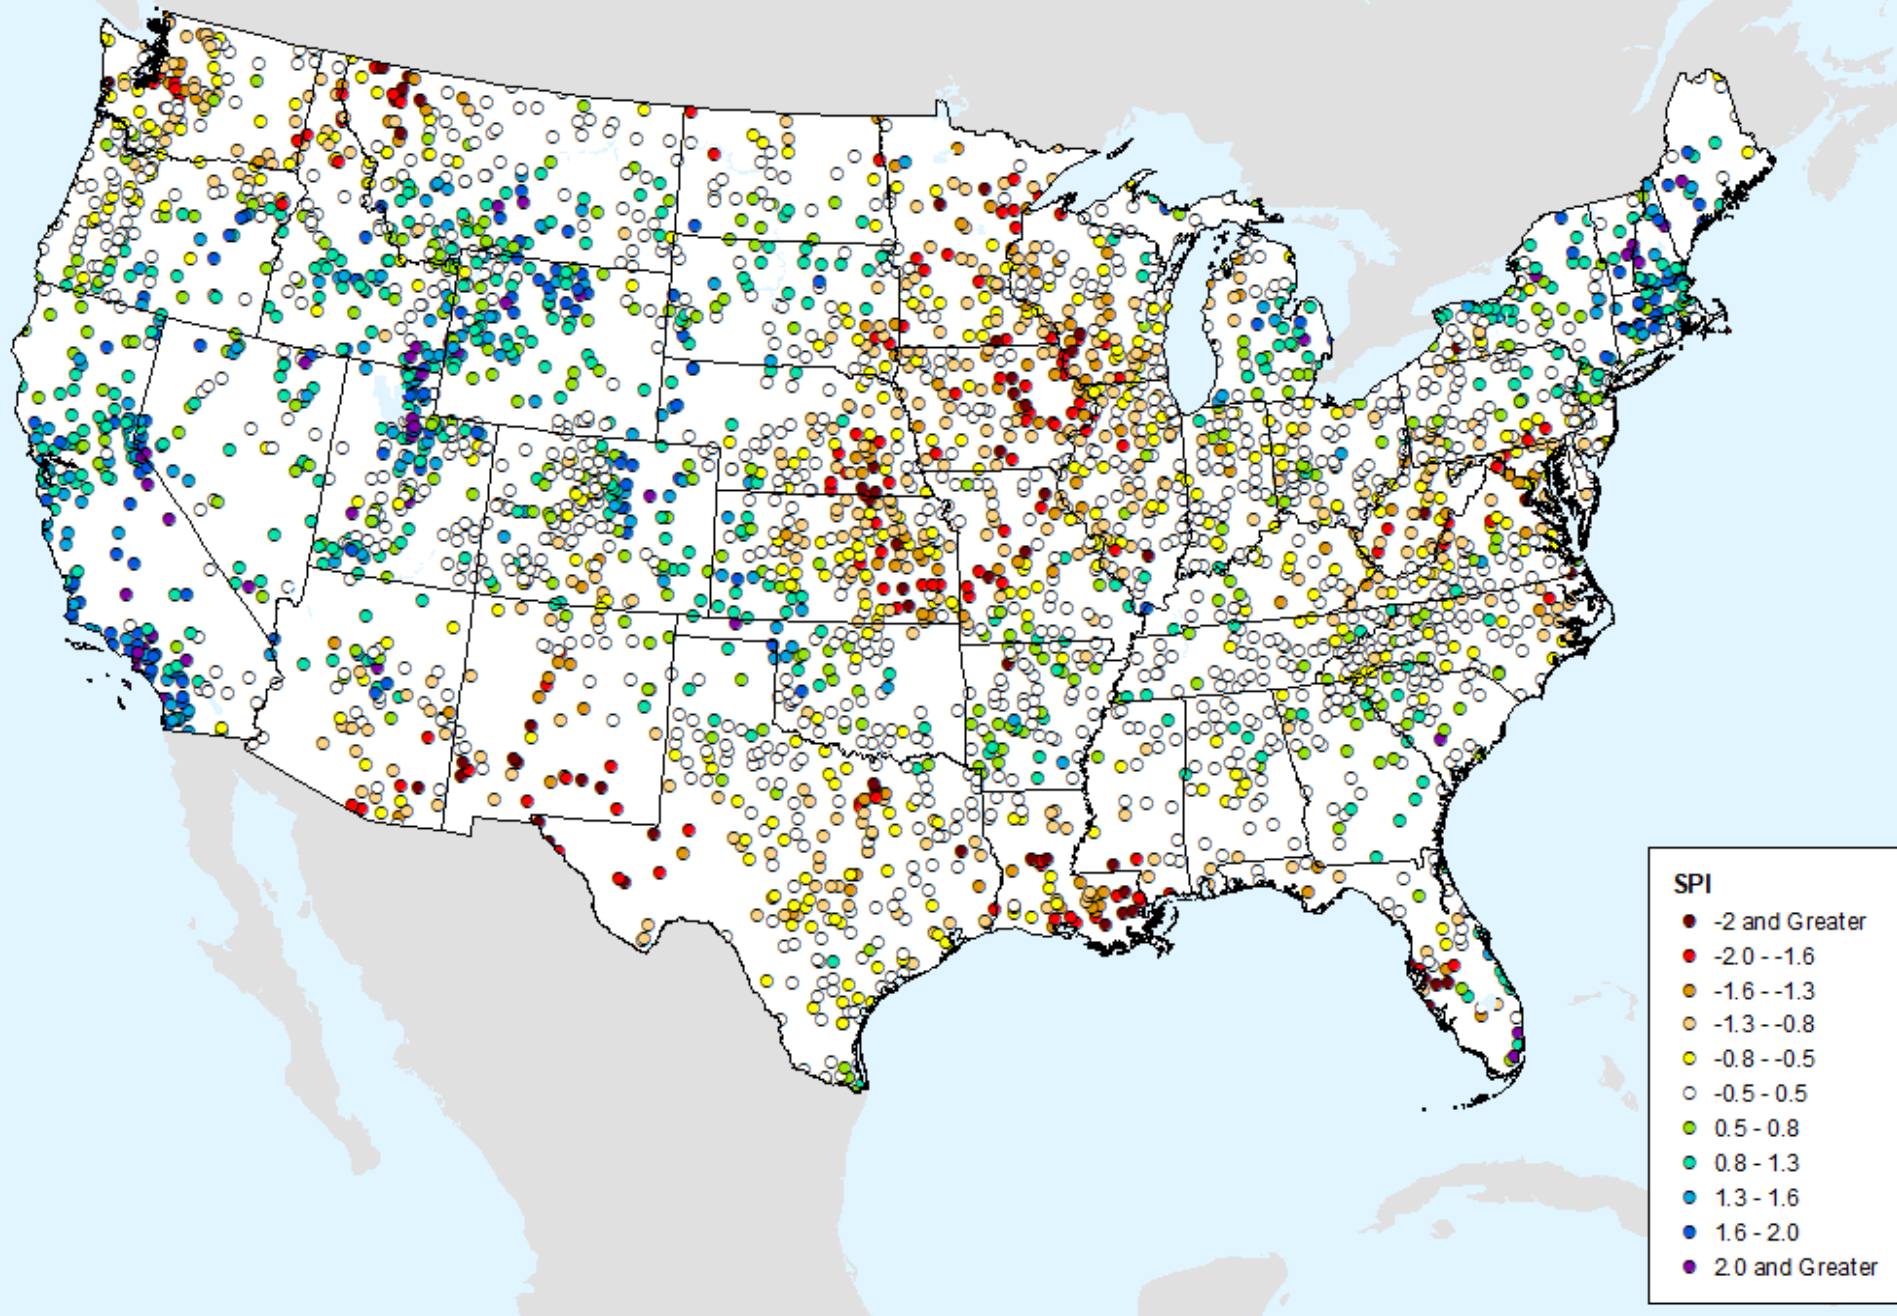 SPI
-2 and Greater
-2.0 - -1.6
-1.6 - -1.3
-1.3 - -0.8
-0.8 - -0.5
-0.5 - 0.5
0.5 - 0.8
0.8 - 1.3
1.3 - 1.6
1.6 - 2.0
2.0 and Greater